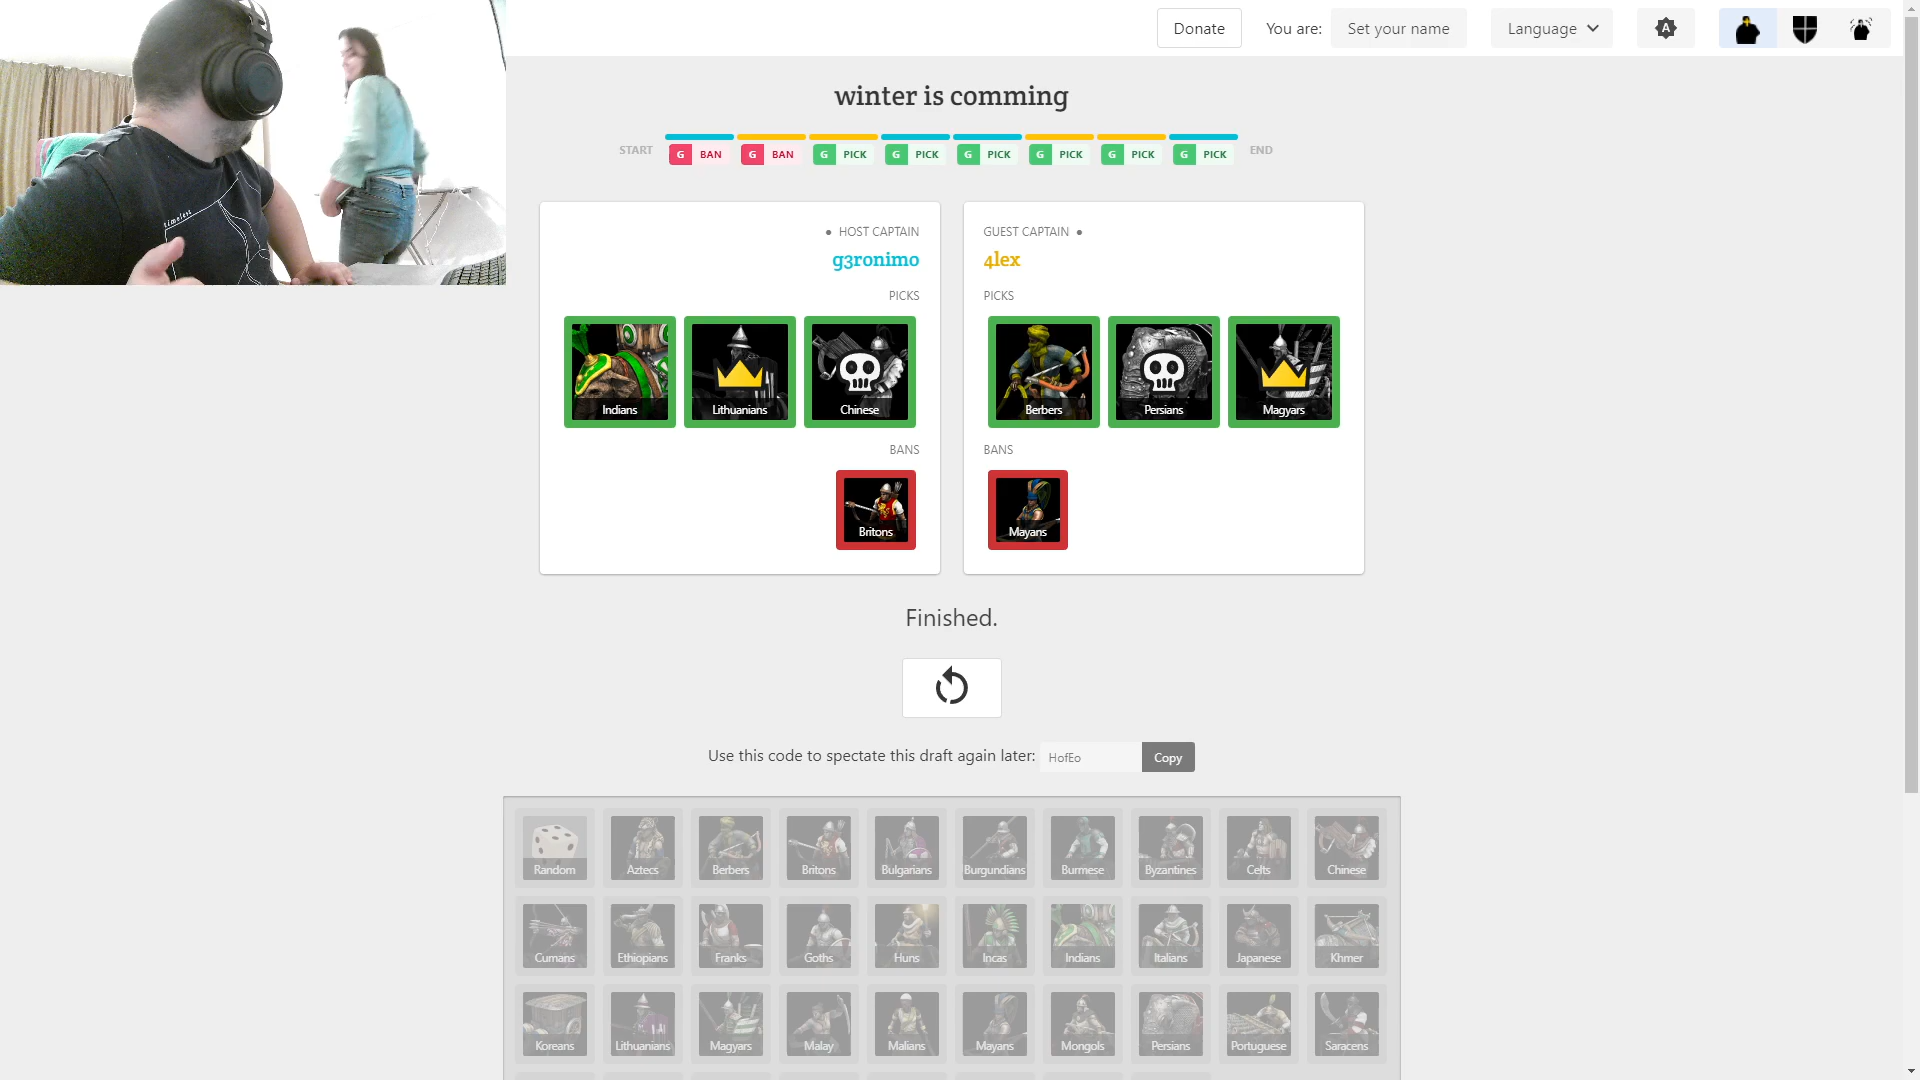 Donate
You are:
Set your name
Language
A
winter is comming
START
G BAN
G BAN
G PICK
G PICK
G PICK
G PICK
G PICK
G PICK
END
HOST CAPTAIN
g3ronimo
PICKS
Indians
Lithuanians
Chinese
BANS
Britons
GUEST CAPTAIN
4lex
PICKS
Berbers
Persians
Magyars
BANS
Mayans
Finished.
Use this code to spectate this draft again later: HofEo Copy
Random Aztecs Berbers Britons Bulgarians Burgundians Burmese Byzantines Celts Chinese
Cumans Ethiopians Franks Goths Huns Incas Indians Italians Japanese Khmer
Koreans Lithuanians Magyars Malay Malians Mayans Mongols Persians Portuguese Saracens
timeless